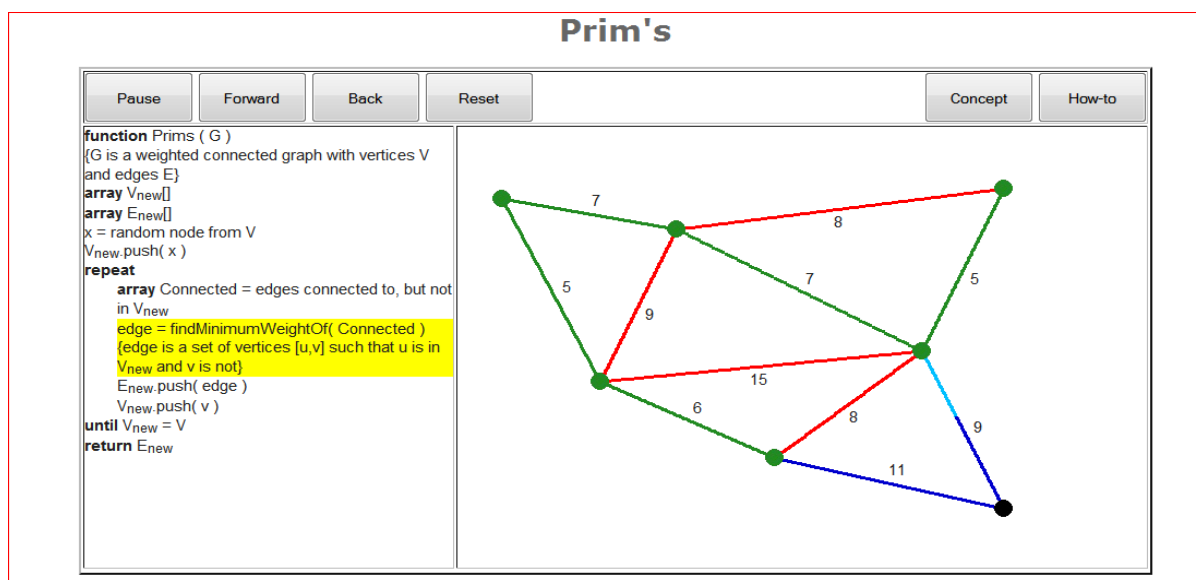 Prim's
Pause Forward Back Reset Concept How-to
function Prims ( G )
{G is a weighted connected graph with vertices V
and edges E}
array Vnew[]
array Enew[]
x = random node from V
Vnew.push( x )
repeat
array Connected = edges connected to, but not
in Vnew
edge = findMinimumWeightOf( Connected )
{edge is a set of vertices [u,v] such that u is in
Vnew and v is not}
Enew.push( edge )
Vnew.push( v )
until Vnew = V
return Enew
7
8
7
5
5
9
15
6
8
9
11